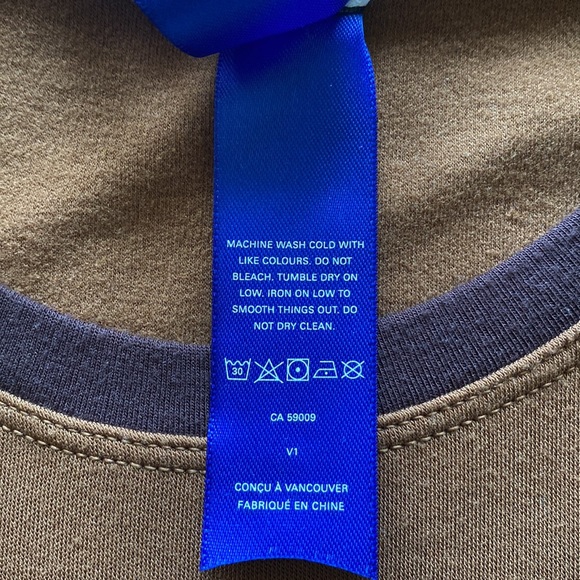 MACHINE WASH COLD WITH
LIKE COLOURS. DO NOT
BLEACH. TUMBLE DRY ON
LOW. IRON ON LOW TO
SMOOTH THINGS OUT. DO
NOT DRY CLEAN.
30
CA 59009
V1
CONÇU À VANCOUVER
FABRIQUÉ EN CHINE